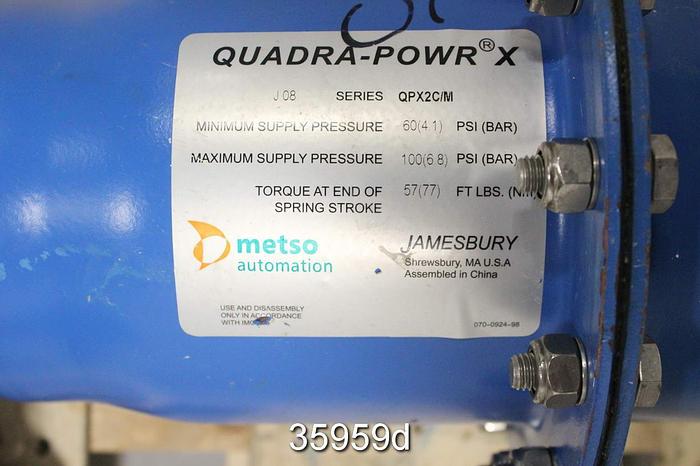 QUADRA-POWR® X
J 08 SERIES QPX2C/M
MINIMUM SUPPLY PRESSURE 60(4.1) PSI (BAR)
MAXIMUM SUPPLY PRESSURE 100(6.8) PSI (BAR)
TORQUE AT END OF 57(77) FT LBS.
SPRING STROKE
metso
automation
JAMESBURY
Shrewsbury, MA U.S.A
Assembled in China
USE AND DISASSEMBLY
ONLY IN ACCORDANCE
WITH
070-0924-98
35959d